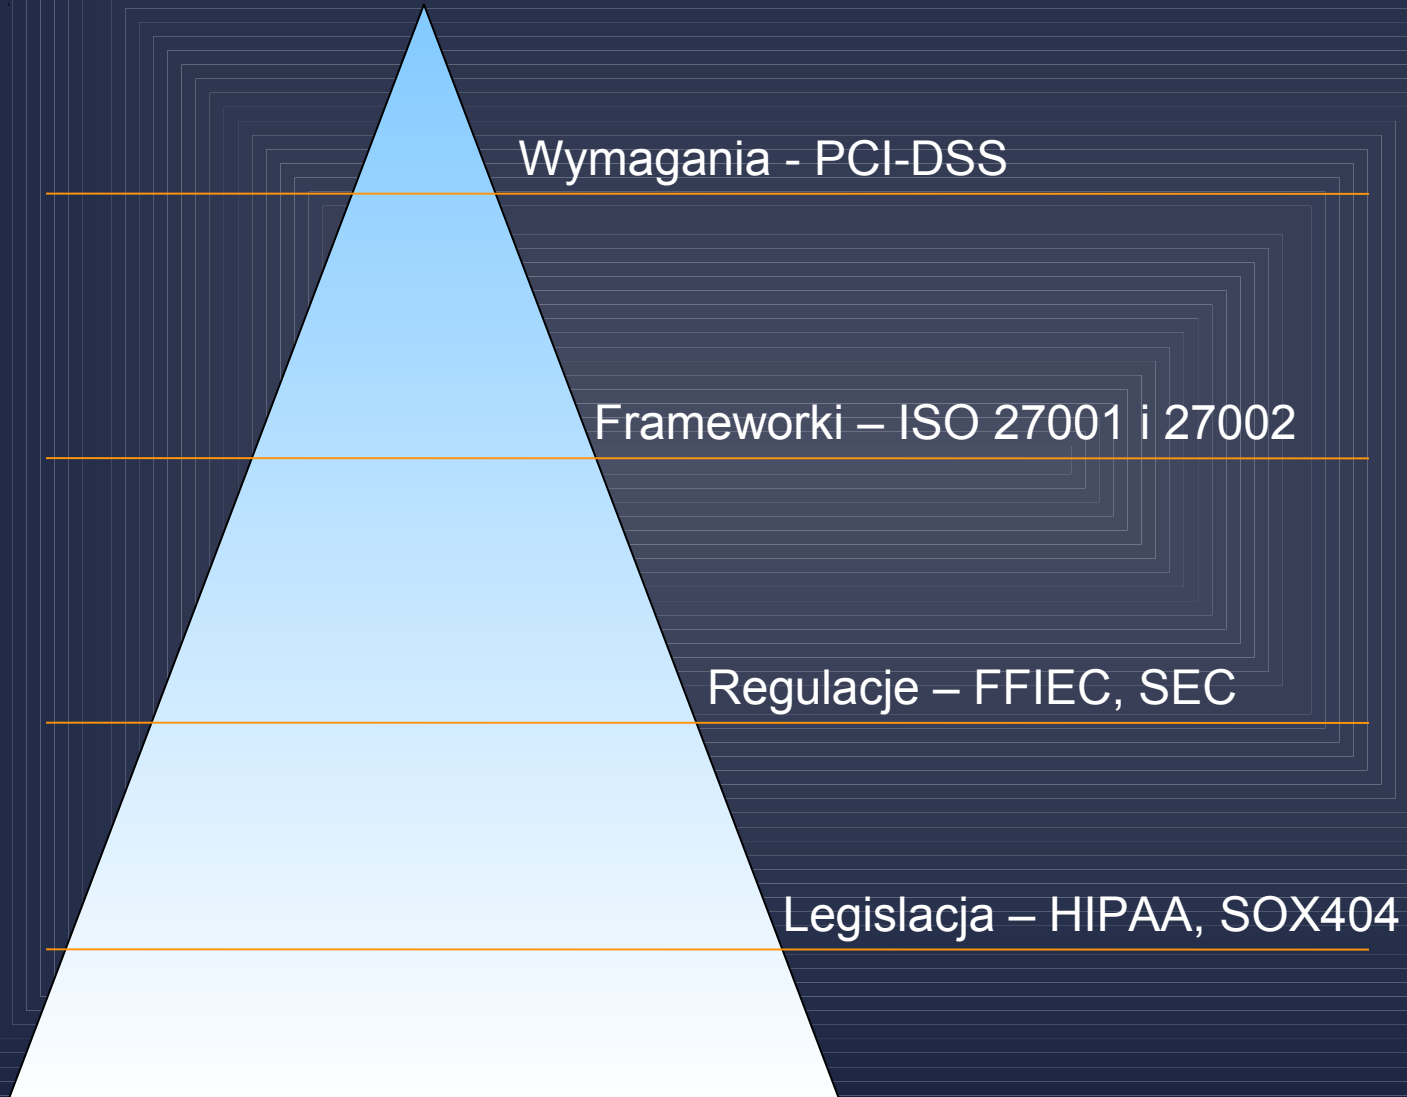 Wymagania - PCI-DSS
Frameworki – ISO 27001 i 27002
Regulacje – FFIEC, SEC
Legislacja – HIPAA, SOX404